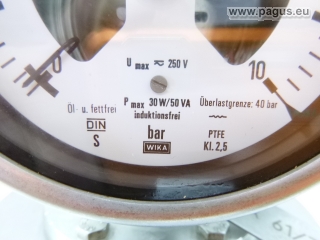 www.pagus.eu
U max ⎓ 250 V
0
10
P max 30 W/50 VA
induktionsfrei
Öl- u. fettfrei
DIN
S
Überlastgrenze: 40 bar
bar
WIKA
PTFE
Kl. 2,5